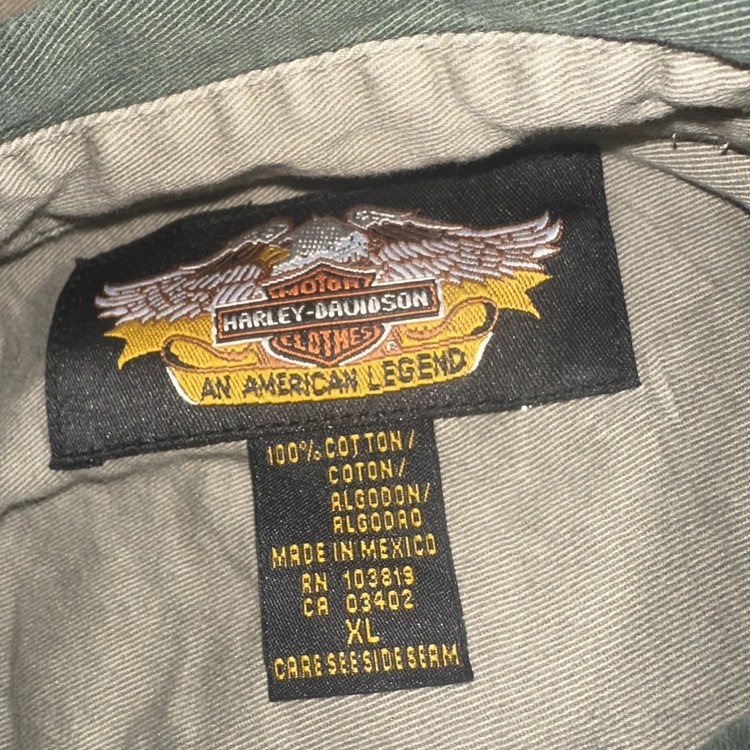 MOTOR
HARLEY-DAVIDSON
CLOTHES
®
AN AMERICAN LEGEND
100% COTTON/
COTON/
ALGODON/
ALGODAO
MADE IN MEXICO
RN 103819
CA 03402
XL
CARE SEE SIDE SEAM